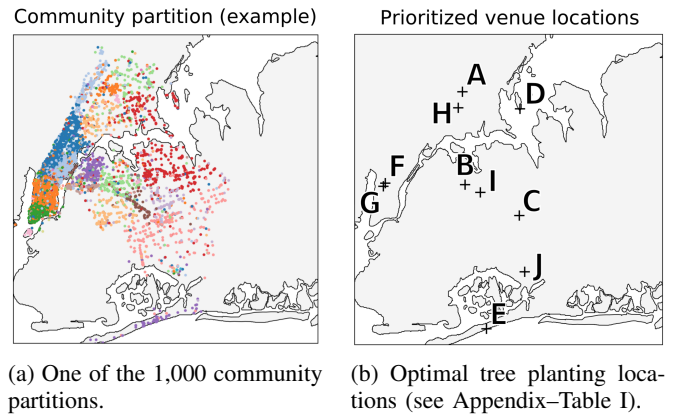 Community partition (example)
Prioritized venue locations
A
H
D
F
B
I
G
C
J
E
(a) One of the 1,000 community
partitions.
(b) Optimal tree planting loca-
tions (see Appendix–Table I).